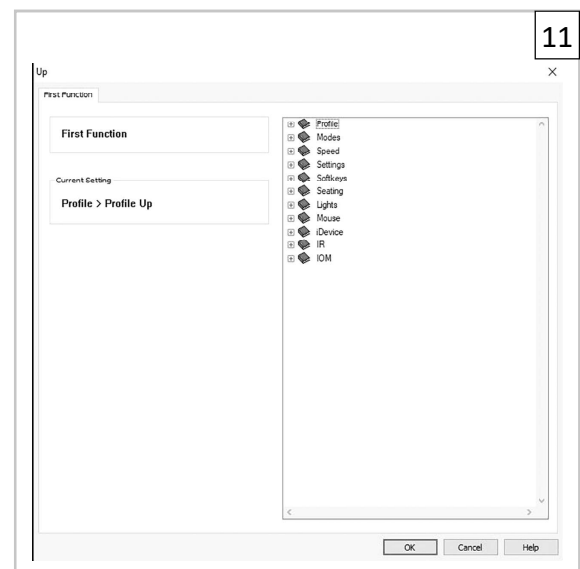 11
Up
First Function
First Function
Current Setting
Profile > Profile Up
Profile
Modes
Speed
Settings
Softkeys
Seating
Lights
Mouse
iDevice
IR
IOM
OK
Cancel
Help